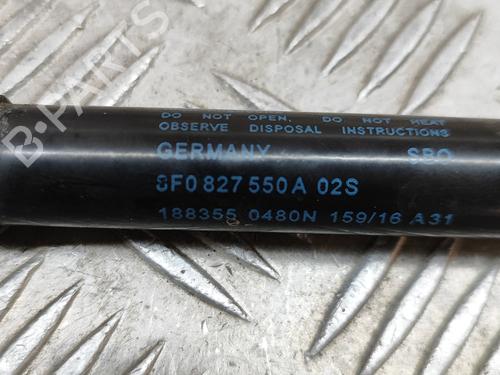 B-PARTS
DO NOT OPEN. DO NOT HEAT
OBSERVE DISPOSAL INSTRUCTIONS
GERMANY SBO
8F0 827 550 A 02S
188355 0480N 159/16 A31